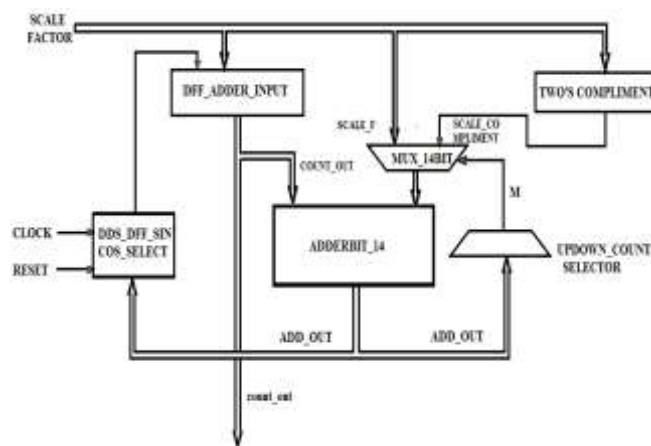 SCALE
FACTOR
DFF_ADDER_INPUT
TWO'S COMPLIMENT
SCALE_F
SCALE_CO
MPLIMENT
MUX_14BIT
COUNT_OUT
M
CLOCK
RESET
DDS_DFF_SIN
COS_SELECT
ADDERBIT_14
UPDOWN_COUNT
SELECTOR
ADD_OUT
ADD_OUT
count_out